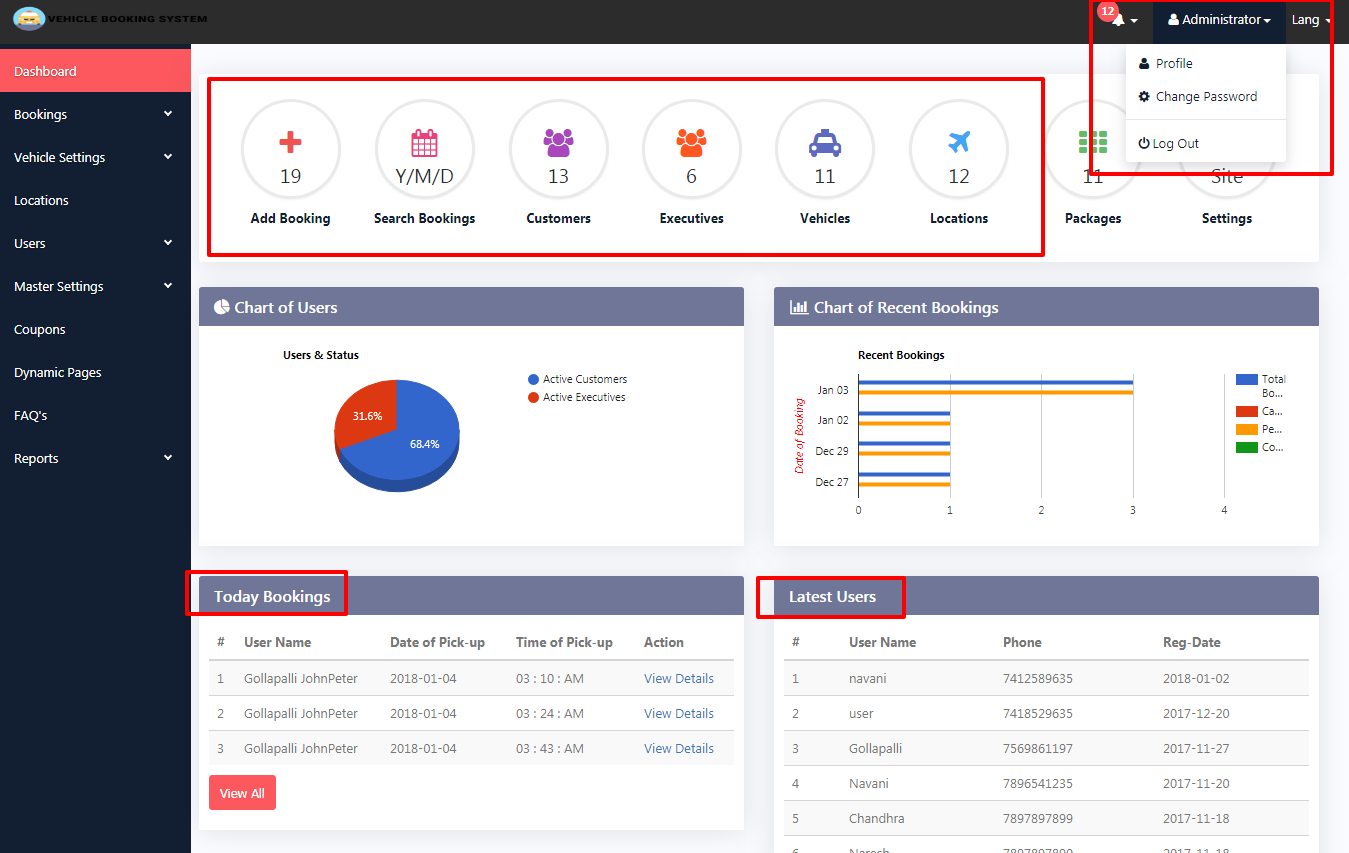 VEHICLE BOOKING SYSTEM
12
Administrator
Lang
Profile
Change Password
Log Out
Dashboard
Bookings
Vehicle Settings
Locations
Users
Master Settings
Coupons
Dynamic Pages
FAQ's
Reports
19 Y/M/D 13 6 11 12 11 Site
Add Booking Search Bookings Customers Executives Vehicles Locations Packages Settings
Chart of Users
Users & Status
Active Customers
Active Executives
31.6%
68.4%
Chart of Recent Bookings
Recent Bookings
Date of Booking
Jan 03
Jan 02
Dec 29
Dec 27
0 1 2 3 4
Total
Bo...
Ca...
Pe...
Co...
Today Bookings
# User Name Date of Pick-up Time of Pick-up Action
1 Gollapalli JohnPeter 2018-01-04 03 : 10 : AM View Details
2 Gollapalli JohnPeter 2018-01-04 03 : 24 : AM View Details
3 Gollapalli JohnPeter 2018-01-04 03 : 43 : AM View Details
View All
Latest Users
# User Name Phone Reg-Date
1 navani 7412589635 2018-01-02
2 user 7418529635 2017-12-20
3 Gollapalli 7569861197 2017-11-27
4 Navani 7896541235 2017-11-20
5 Chandhra 7897897899 2017-11-18